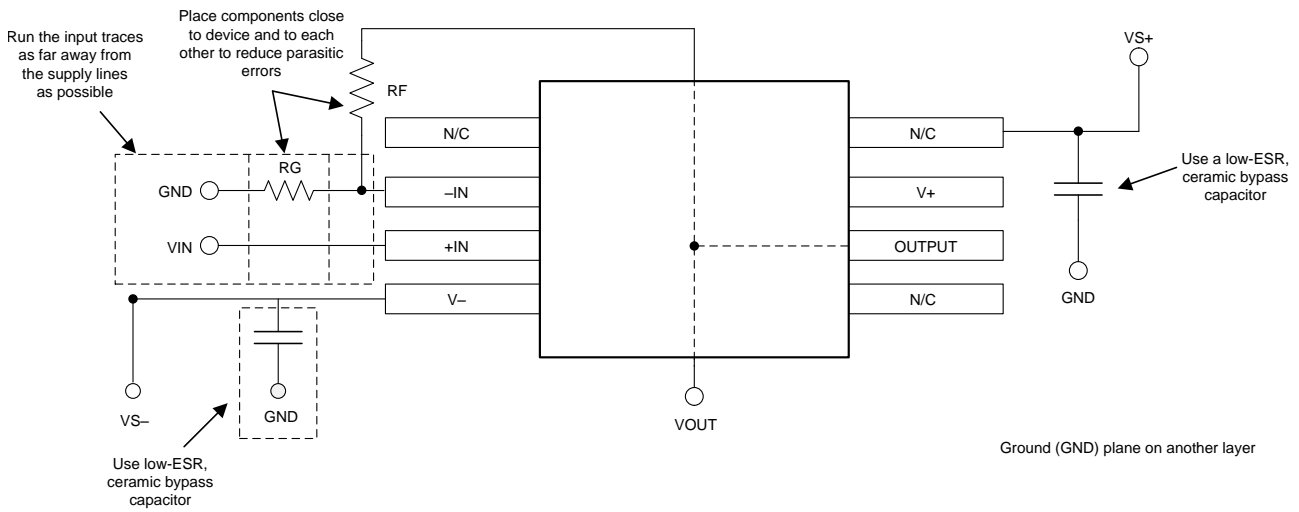 Run the input traces
as far away from
the supply lines
as possible
Place components close
to device and to each
other to reduce parasitic
errors
RF
N/C
RG
GND
–IN
VIN
+IN
V–
VS–
GND
Use low-ESR,
ceramic bypass
capacitor
VOUT
N/C
V+
OUTPUT
N/C
VS+
Use a low-ESR,
ceramic bypass
capacitor
GND
Ground (GND) plane on another layer